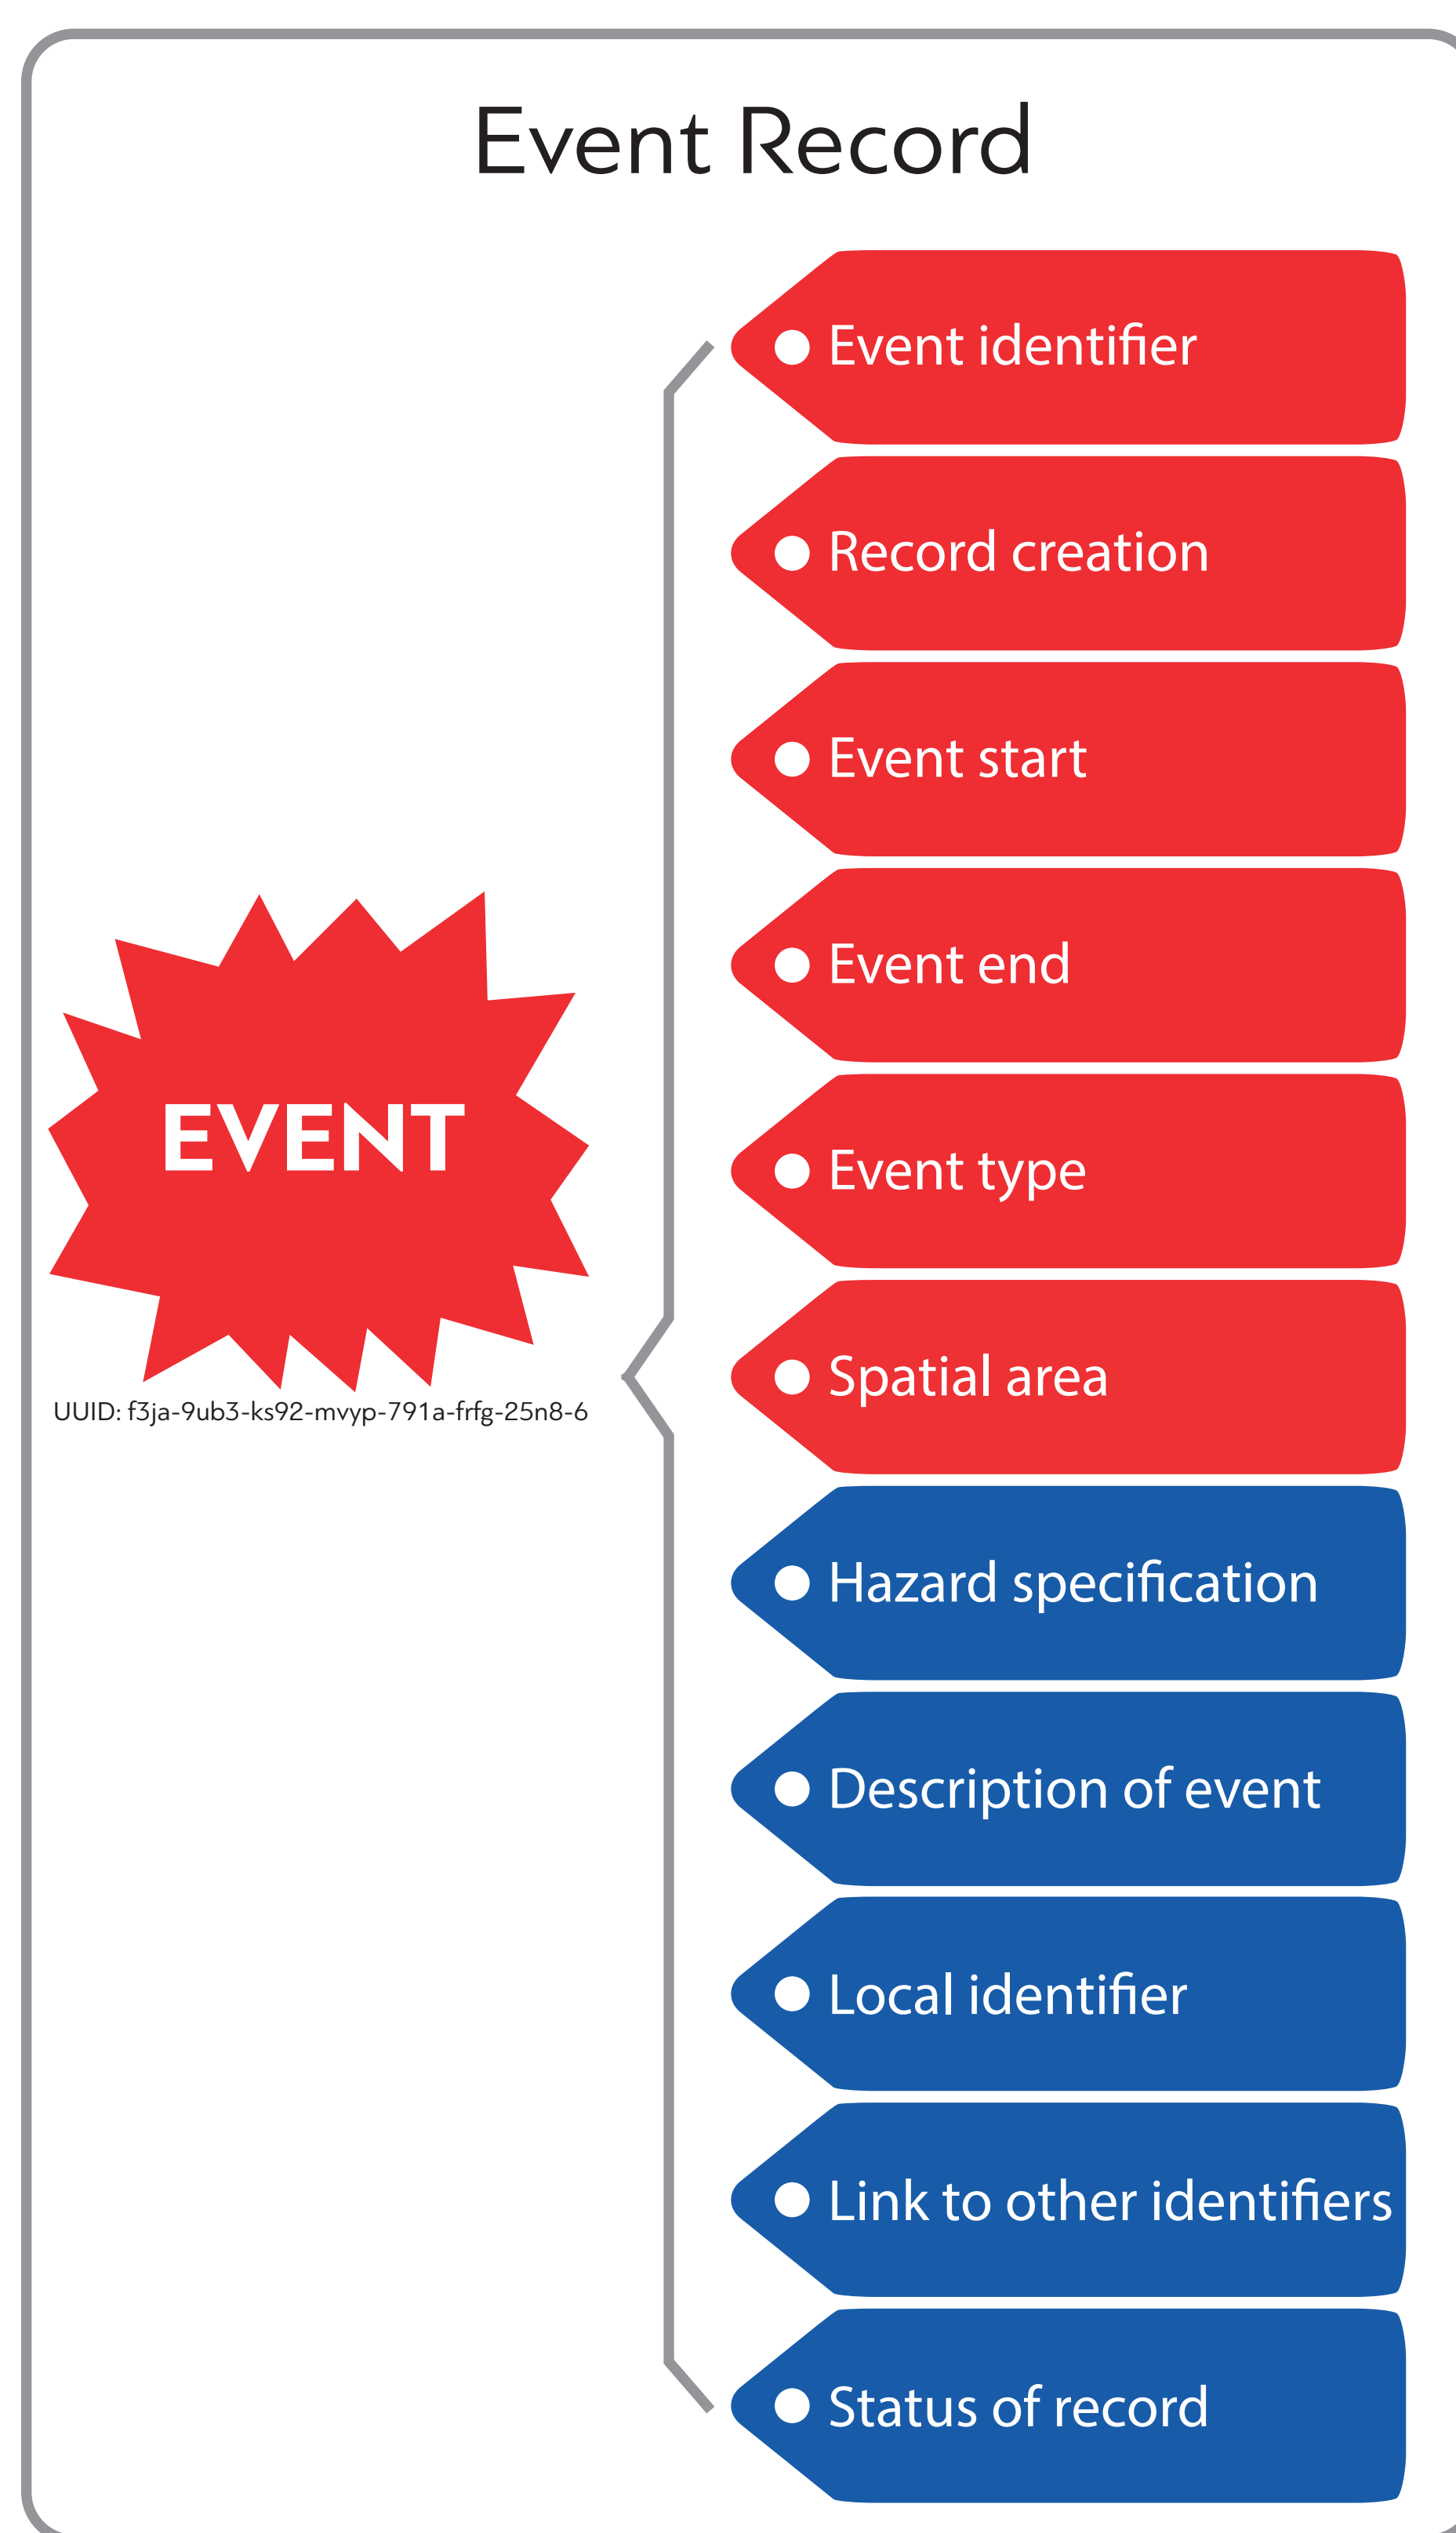 Event Record
Event identifier
Record creation
Event start
Event end
Event type
Spatial area
Hazard specification
Description of event
Local identifier
Link to other identifiers
Status of record
EVENT
UUID: f3ja-9ub3-ks92-mvyp-791a-frfg-25n8-6